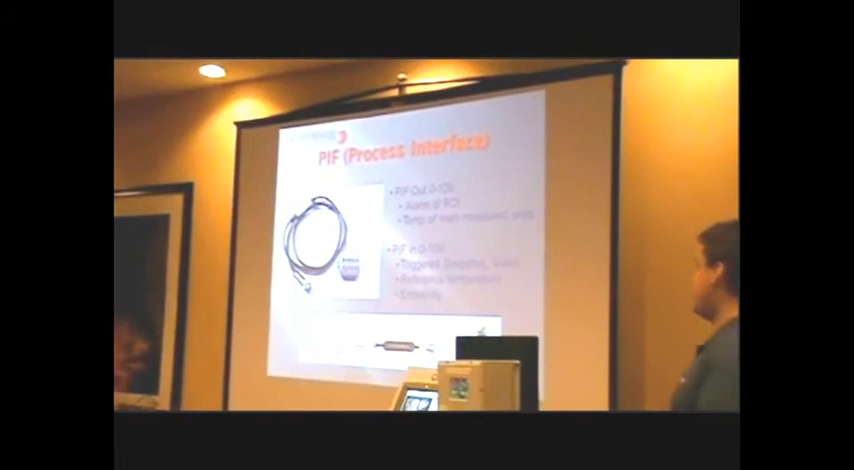 PIF (Process Interface)
• PIF Out 0-10V
• Alarm of ROI
• Temp of main measured area
• PIF in 0-10V
• Triggered Snapshot, Video
• Reference temperature
• Emissivity